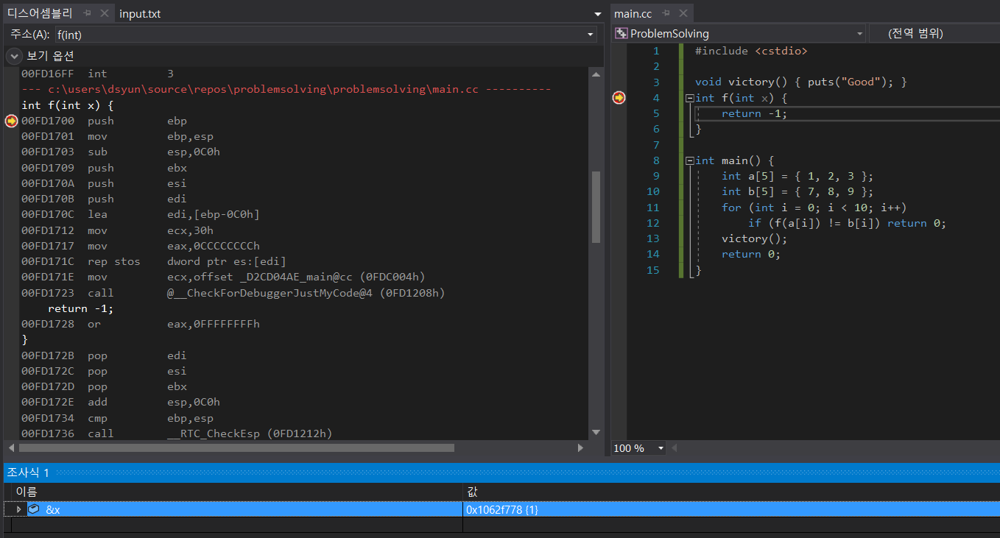 디스어셈블리 input.txt
주소(A): f(int)
보기 옵션
00FD16FF int 3
--- c:\users\dsyun\source\repos\problemsolving\problemsolving\main.cc ----------
int f(int x) {
00FD1700 push ebp
00FD1701 mov ebp,esp
00FD1703 sub esp,0C0h
00FD1709 push ebx
00FD170A push esi
00FD170B push edi
00FD170C lea edi,[ebp-0C0h]
00FD1712 mov ecx,30h
00FD1717 mov eax,0CCCCCCCCh
00FD171C rep stos dword ptr es:[edi]
00FD171E mov ecx,offset _D2CD04AE_main@cc (0FDC004h)
00FD1723 call @__CheckForDebuggerJustMyCode@4 (0FD1208h)
return -1;
00FD1728 or eax,0FFFFFFFFh
}
00FD172B pop edi
00FD172C pop esi
00FD172D pop ebx
00FD172E add esp,0C0h
00FD1734 cmp ebp,esp
00FD1736 call __RTC_CheckEsp (0FD1212h)
main.cc
ProblemSolving (전역 범위)
1 #include <cstdio>
2
3 void victory() { puts("Good"); }
4 int f(int x) {
5 return -1;
6 }
7
8 int main() {
9 int a[5] = { 1, 2, 3 };
10 int b[5] = { 7, 8, 9 };
11 for (int i = 0; i < 10; i++)
12 if (f(a[i]) != b[i]) return 0;
13 victory();
14 return 0;
15 }
100 %
조사식 1
이름 값
&x 0x1062f778 {1}